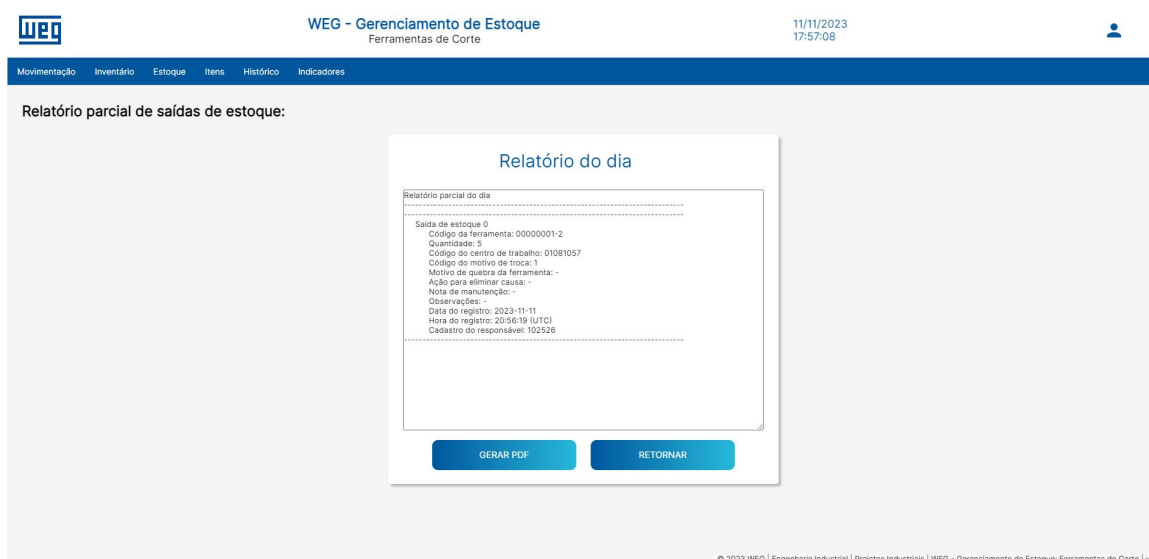 weg
WEG - Gerenciamento de Estoque
Ferramentas de Corte
11/11/2023
17:57:08
Movimentação Inventário Estoque Itens Histórico Indicadores
Relatório parcial de saídas de estoque:
Relatório do dia
Relatório parcial do dia
--------------------------------------------------------------------------------------------
--------------------------------------------------------------------------------------------
Saída de estoque 0
Código da ferramenta: 00000001-2
Quantidade: 5
Código do centro de trabalho: 01081057
Código do motivo de troca: 1
Motivo de quebra da ferramenta: -
Ação para eliminar causa: -
Nota de manutenção: -
Observações: -
Data do registro: 2023-11-11
Hora do registro: 20:56:19 (UTC)
Cadastro do responsável: 102526
--------------------------------------------------------------------------------------------
GERAR PDF RETORNAR
© 2023 WEG | Engenharia Industrial | Projetos Industriais | WEG - Gerenciamento de Estoque: Ferramentas de Corte |